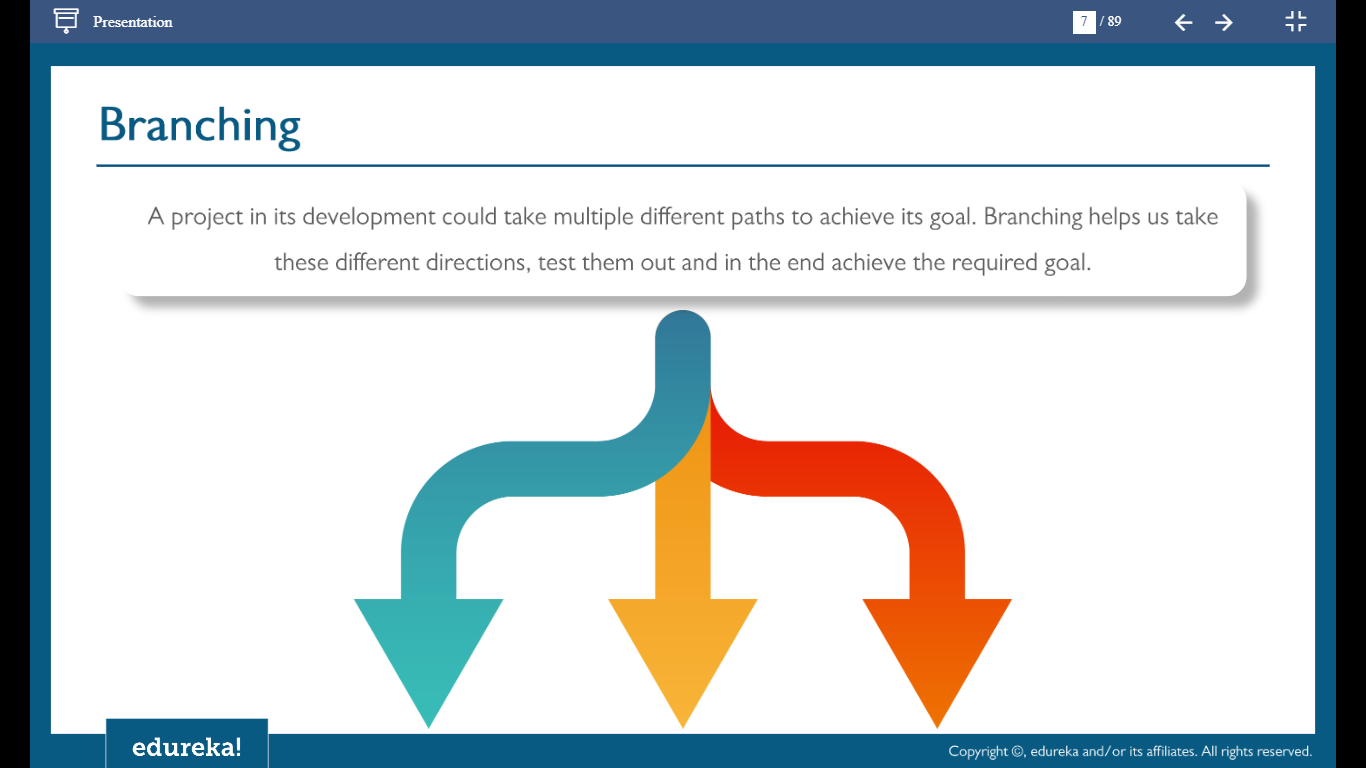 Presentation
7 / 89
Branching
A project in its development could take multiple different paths to achieve its goal. Branching helps us take
these different directions, test them out and in the end achieve the required goal.
edureka!
Copyright ©, edureka and/or its affiliates. All rights reserved.